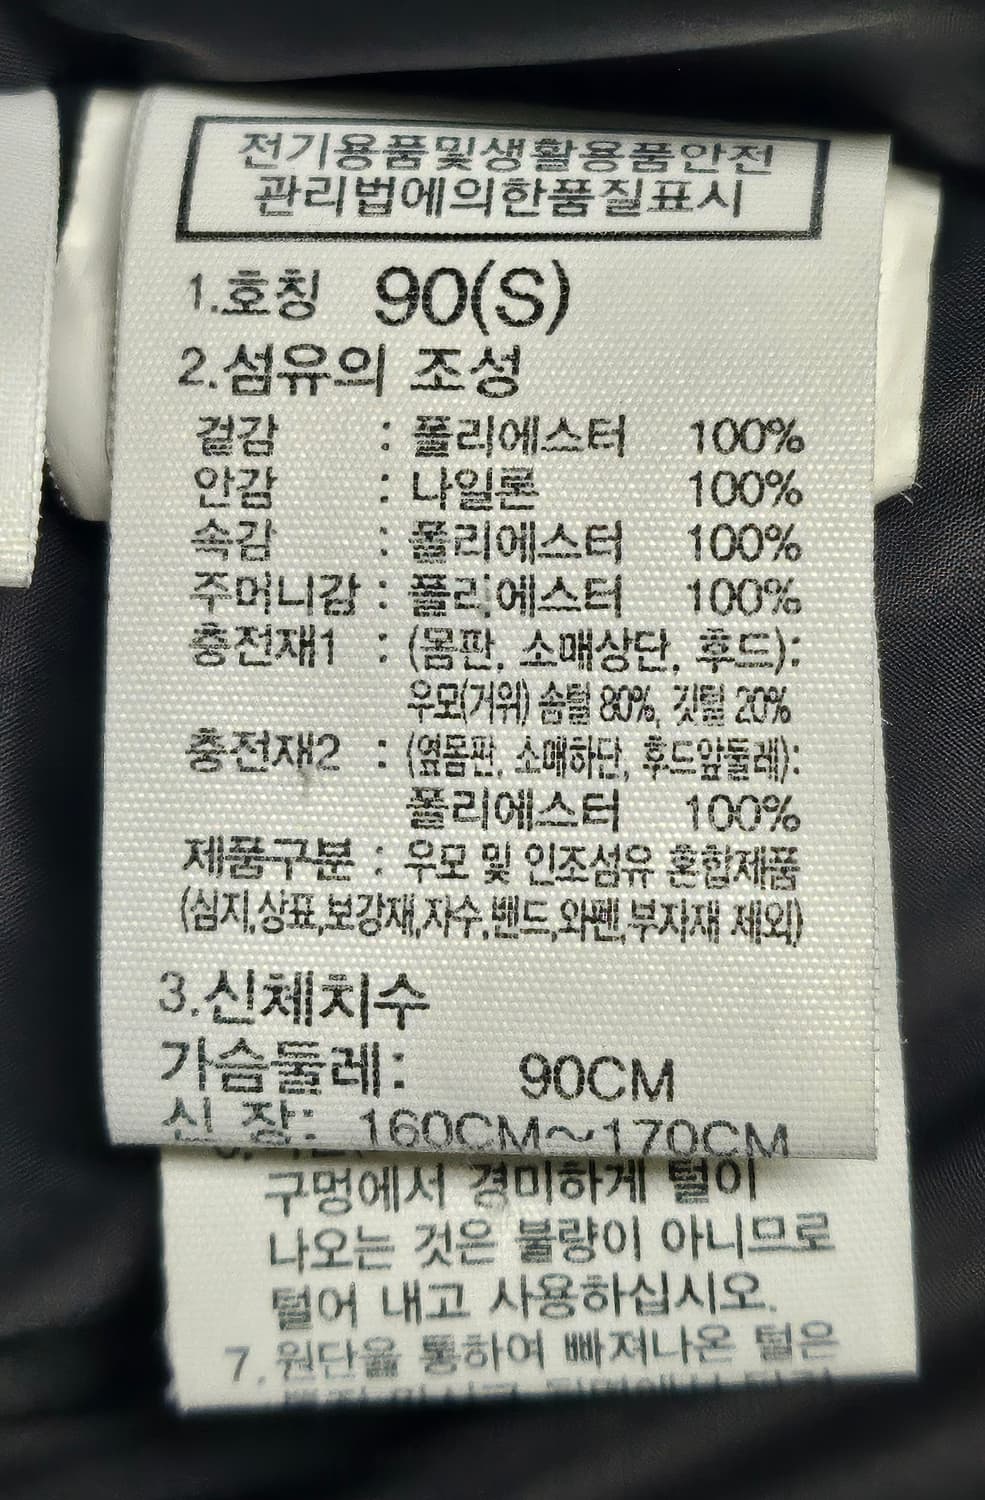 전기용품및생활용품안전
관리법에의한품질표시
1.호칭 90(S)
2.섬유의 조성
겉감 : 폴리에스터 100%
안감 : 나일론 100%
속감 : 폴리에스터 100%
주머니감 : 폴리에스터 100%
충전재1 : (몸판, 소매상단, 후드):
우모(거위) 솜털 80%, 깃털 20%
충전재2 : (옆몸판, 소매하단, 후드앞둘레):
폴리에스터 100%
제품구분 : 우모 및 인조섬유 혼합제품
(심지,상표,보강재,자수,밴드,와펜,부자재 제외)
3.신체치수
가슴둘레: 90CM
신 장: 160CM~170CM
구멍에서 경미하게 털이
나오는 것은 불량이 아니므로
털어 내고 사용하십시오.
7.원단을 통하여 빠져나온 털은